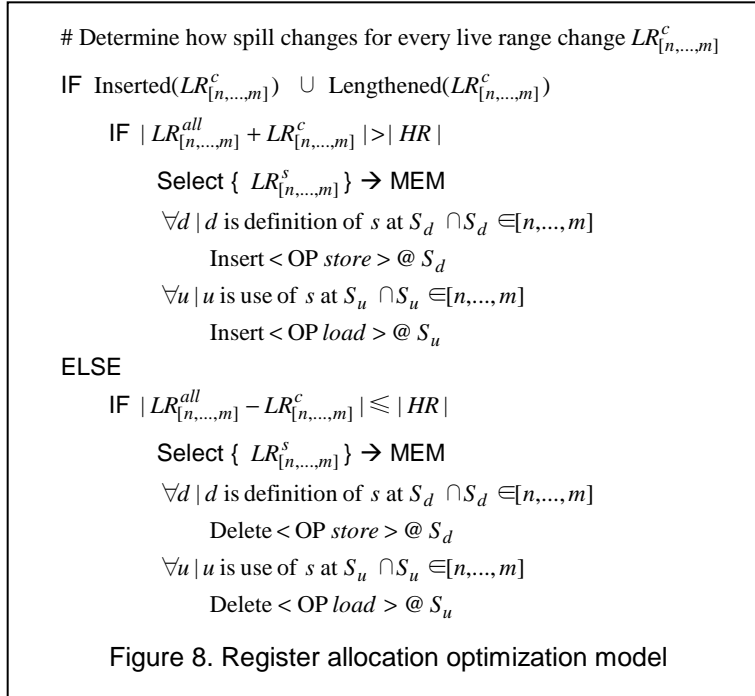 # Determine how spill changes for every live range change LR^c_[n,...,m]
IF Inserted(LR^c_[n,...,m]) ∪ Lengthened(LR^c_[n,...,m])
IF | LR^all_[n,...,m] + LR^c_[n,...,m] | > | HR |
Select { LR^s_[n,...,m] } → MEM
∀d | d is definition of s at S_d ∩ S_d ∈ [n,...,m]
Insert < OP store > @ S_d
∀u | u is use of s at S_u ∩ S_u ∈ [n,...,m]
Insert < OP load > @ S_u
ELSE
IF | LR^all_[n,...,m] − LR^c_[n,...,m] | ≤ | HR |
Select { LR^s_[n,...,m] } → MEM
∀d | d is definition of s at S_d ∩ S_d ∈ [n,...,m]
Delete < OP store > @ S_d
∀u | u is use of s at S_u ∩ S_u ∈ [n,...,m]
Delete < OP load > @ S_u
Figure 8. Register allocation optimization model